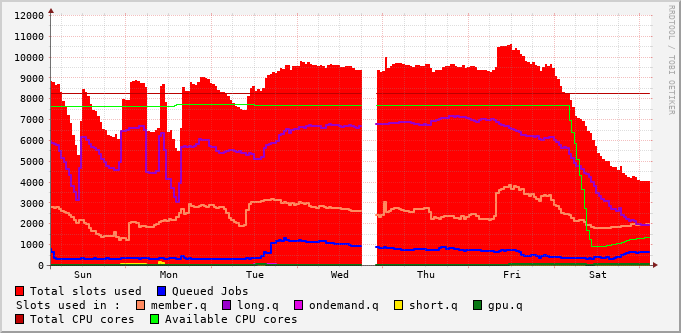 RRDTOOL / TOBI OETIKER
12000
11000
10000
9000
8000
7000
6000
5000
4000
3000
2000
1000
0
Sun Mon Tue Wed Thu Fri Sat
Total slots used Queued Jobs
Slots used in : member.q long.q ondemand.q short.q gpu.q
Total CPU cores Available CPU cores